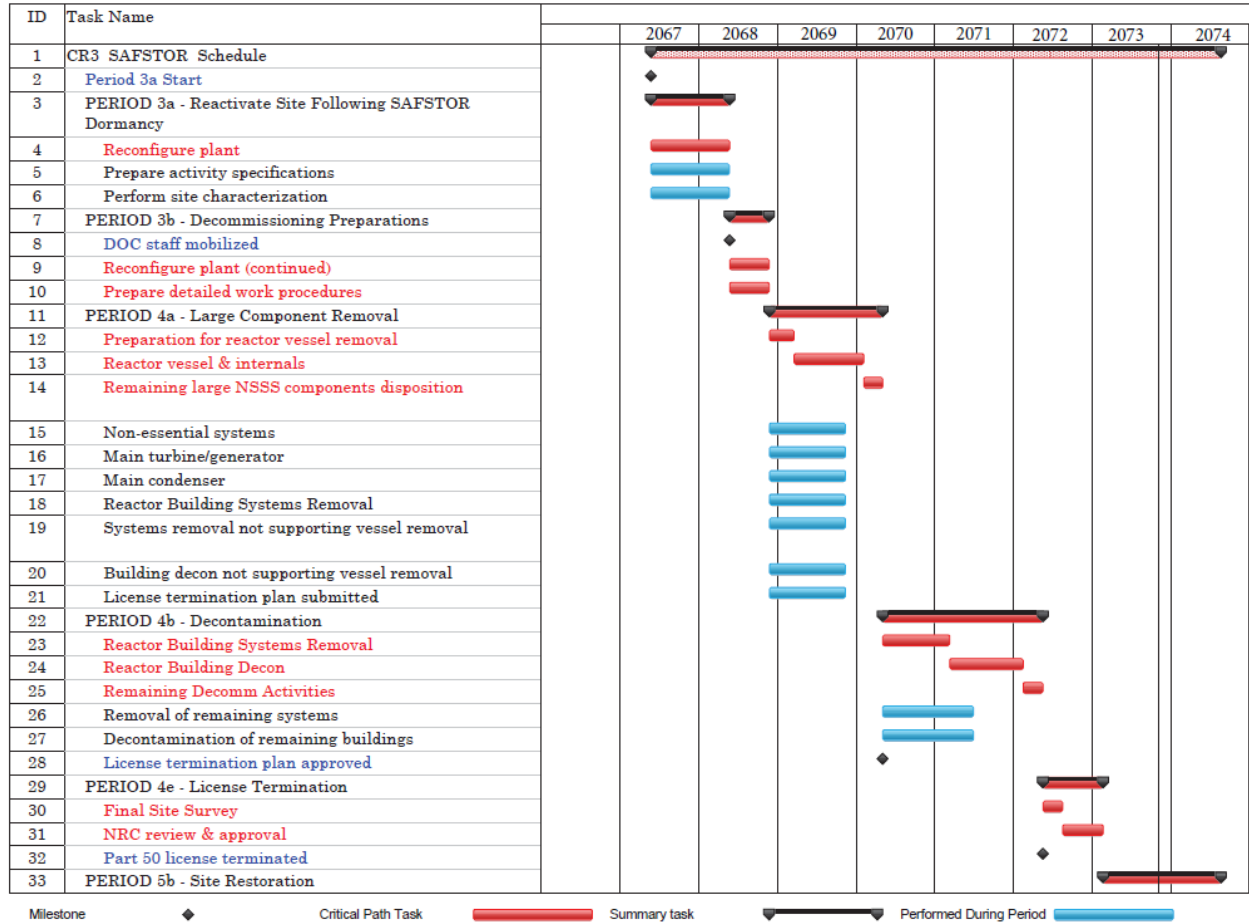 ID Task Name
2067 2068 2069 2070 2071 2072 2073 2074
1 CR3 SAFSTOR Schedule
2 Period 3a Start
3 PERIOD 3a - Reactivate Site Following SAFSTOR
Dormancy
4 Reconfigure plant
5 Prepare activity specifications
6 Perform site characterization
7 PERIOD 3b - Decommissioning Preparations
8 DOC staff mobilized
9 Reconfigure plant (continued)
10 Prepare detailed work procedures
11 PERIOD 4a - Large Component Removal
12 Preparation for reactor vessel removal
13 Reactor vessel & internals
14 Remaining large NSSS components disposition
15 Non-essential systems
16 Main turbine/generator
17 Main condenser
18 Reactor Building Systems Removal
19 Systems removal not supporting vessel removal
20 Building decon not supporting vessel removal
21 License termination plan submitted
22 PERIOD 4b - Decontamination
23 Reactor Building Systems Removal
24 Reactor Building Decon
25 Remaining Decomm Activities
26 Removal of remaining systems
27 Decontamination of remaining buildings
28 License termination plan approved
29 PERIOD 4e - License Termination
30 Final Site Survey
31 NRC review & approval
32 Part 50 license terminated
33 PERIOD 5b - Site Restoration
Milestone Critical Path Task Summary task Performed During Period